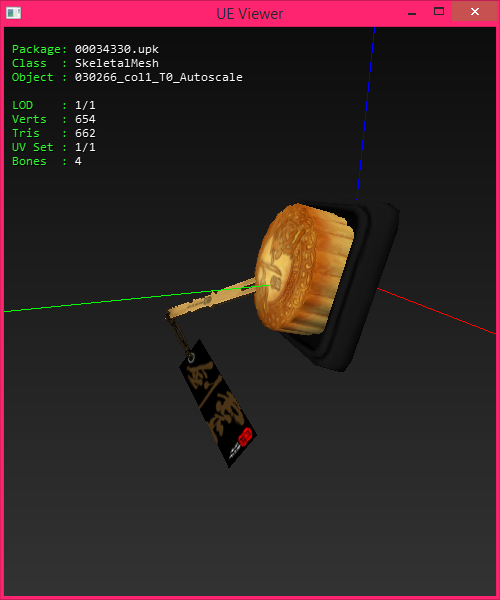 UE Viewer
Package: 00034330.upk
Class : SkeletalMesh
Object : 030266_col1_T0_Autoscale
LOD : 1/1
Verts : 654
Tris : 662
UV Set : 1/1
Bones : 4